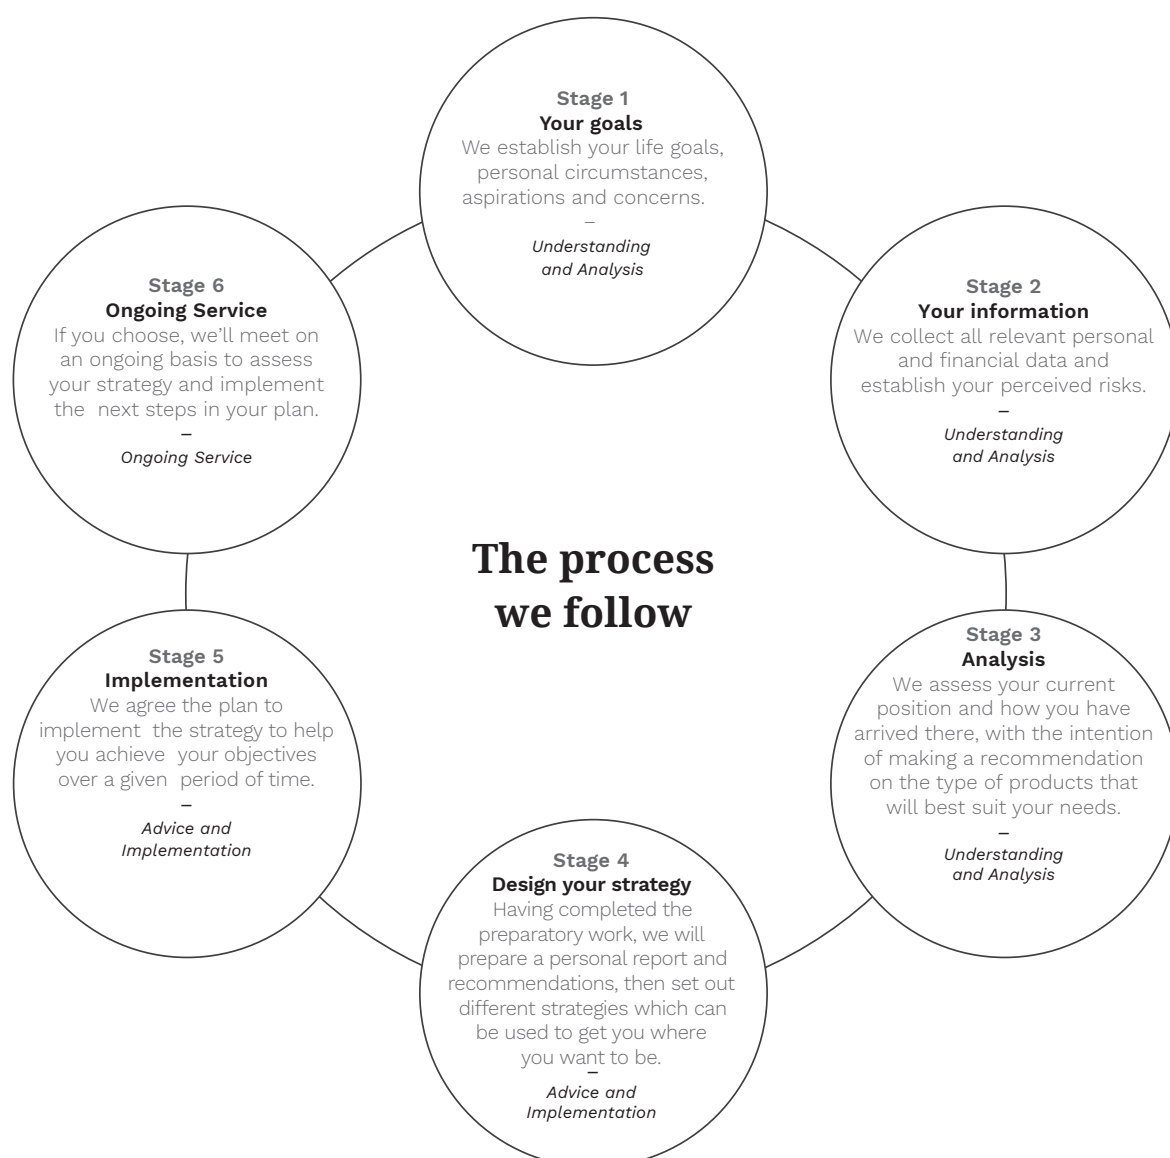 Stage 1
Your goals
We establish your life goals,
personal circumstances,
aspirations and concerns.
–
Understanding
and Analysis
Stage 2
Your information
We collect all relevant personal
and financial data and
establish your perceived risks.
–
Understanding
and Analysis
Stage 3
Analysis
We assess your current
position and how you have
arrived there, with the intention
of making a recommendation
on the type of products that
will best suit your needs.
–
Understanding
and Analysis
Stage 4
Design your strategy
Having completed the
preparatory work, we will
prepare a personal report and
recommendations, then set out
different strategies which can
be used to get you where
you want to be.
–
Advice and
Implementation
Stage 5
Implementation
We agree the plan to
implement the strategy to help
you achieve your objectives
over a given period of time.
–
Advice and
Implementation
Stage 6
Ongoing Service
If you choose, we’ll meet on
an ongoing basis to assess
your strategy and implement
the next steps in your plan.
–
Ongoing Service
The process
we follow